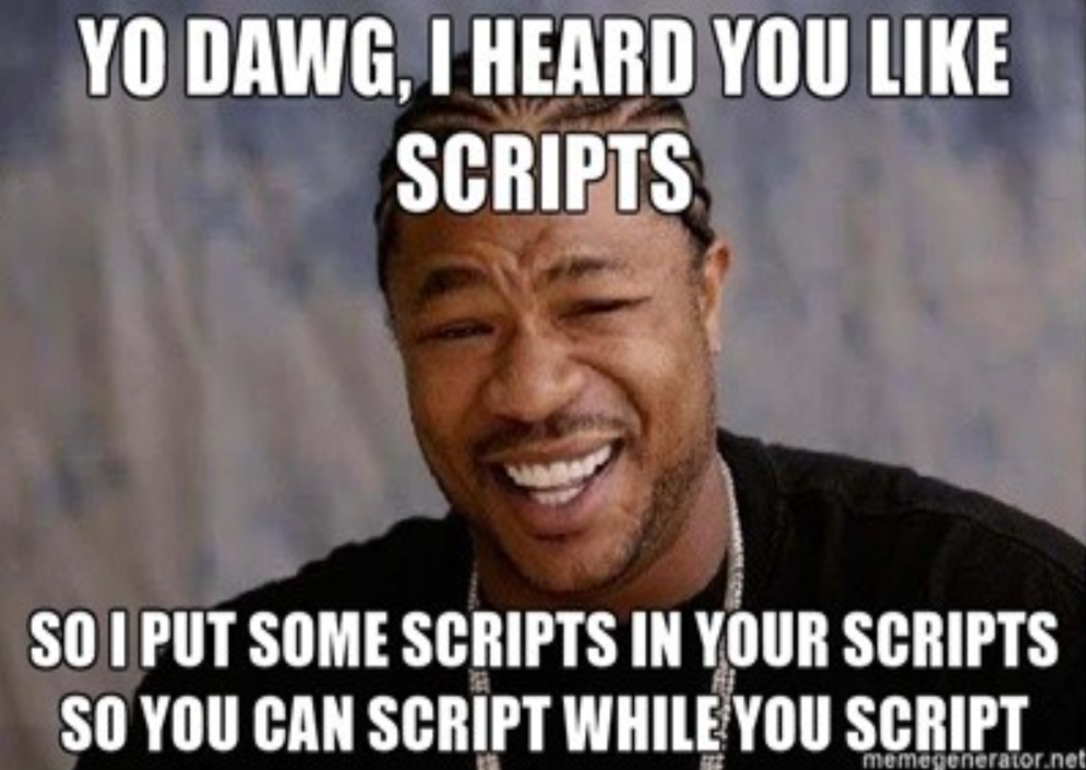 YO DAWG, I HEARD YOU LIKE
SCRIPTS
SO I PUT SOME SCRIPTS IN YOUR SCRIPTS
SO YOU CAN SCRIPT WHILE YOU SCRIPT
memegenerator.net